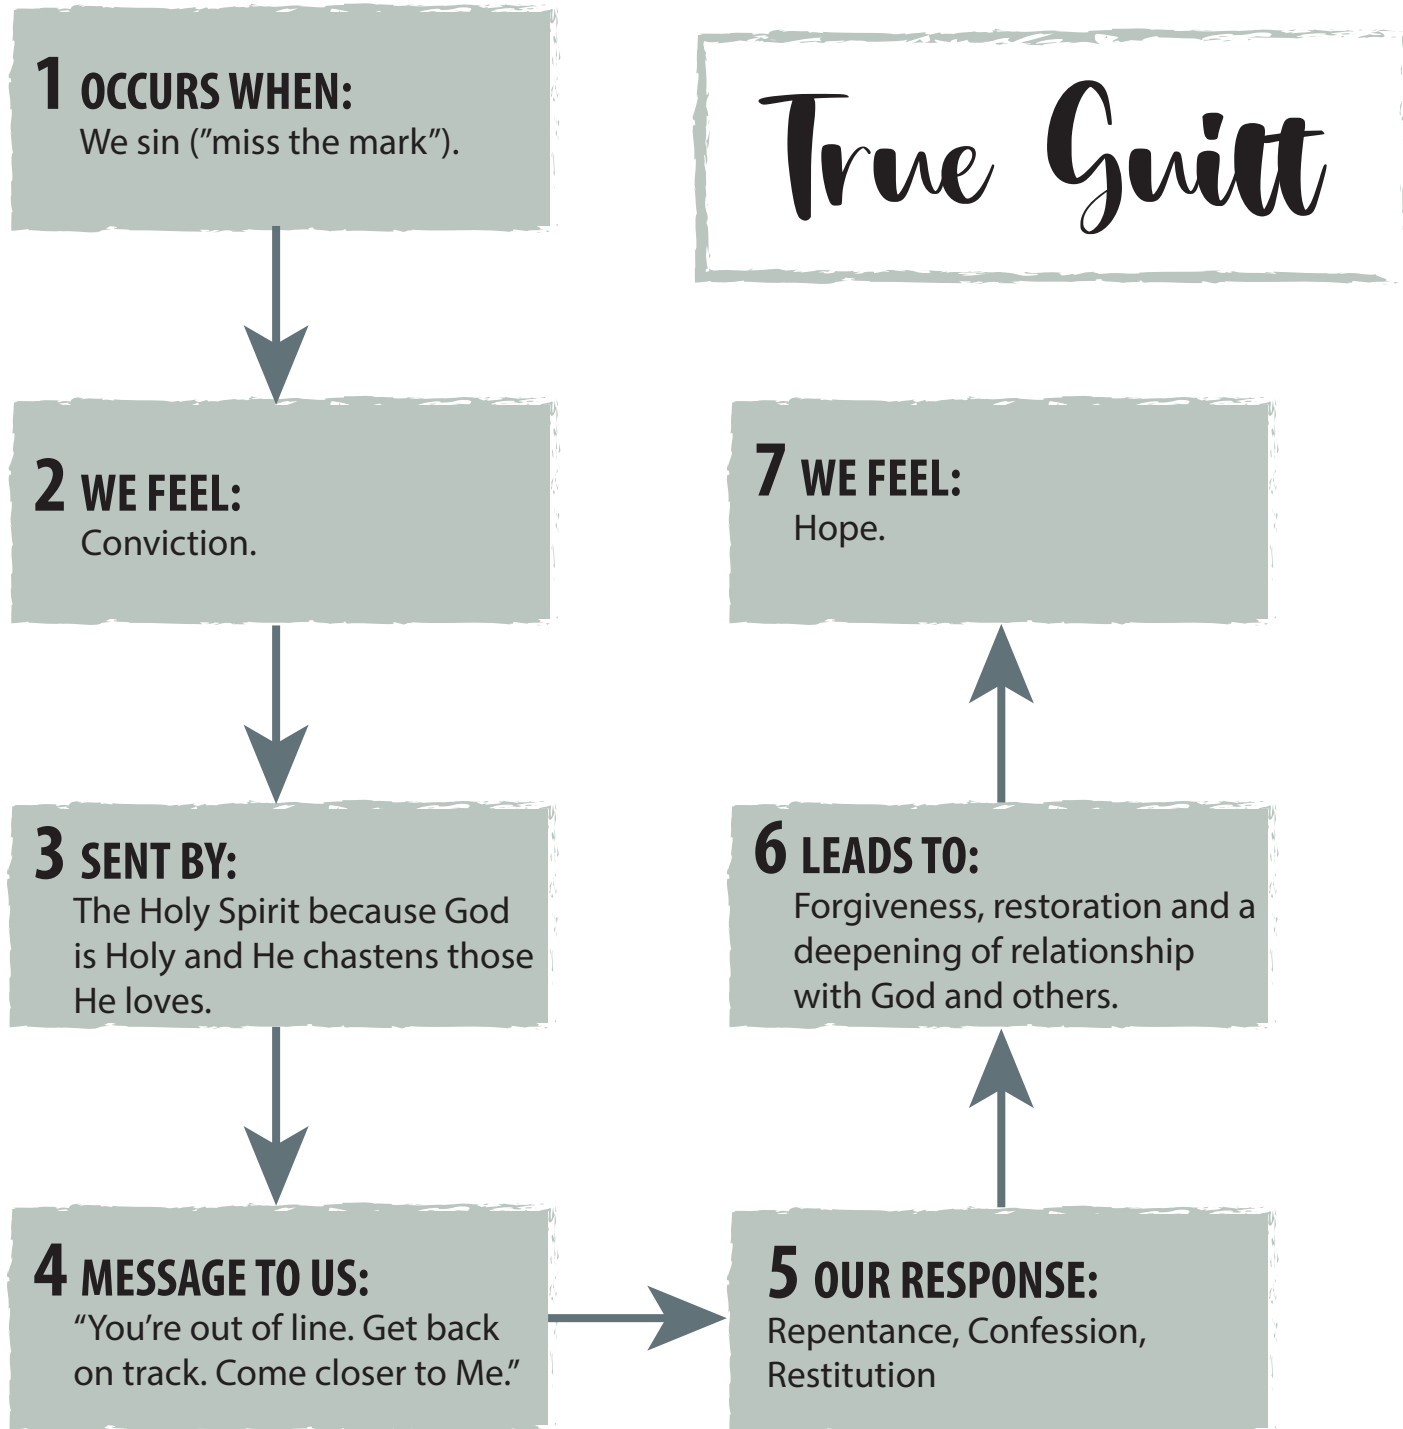 True Guilt
1 OCCURS WHEN:
We sin ("miss the mark").
2 WE FEEL:
Conviction.
3 SENT BY:
The Holy Spirit because God
is Holy and He chastens those
He loves.
4 MESSAGE TO US:
“You’re out of line. Get back
on track. Come closer to Me.”
5 OUR RESPONSE:
Repentance, Confession,
Restitution
6 LEADS TO:
Forgiveness, restoration and a
deepening of relationship
with God and others.
7 WE FEEL:
Hope.